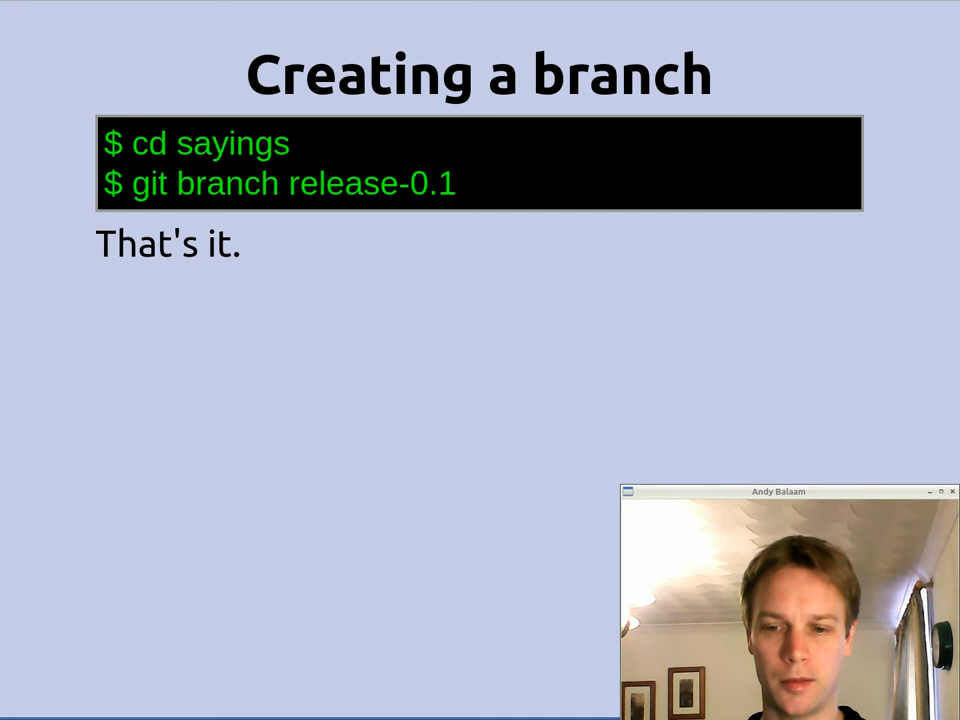 Creating a branch
$ cd sayings
$ git branch release-0.1
That's it.
Andy Balaam